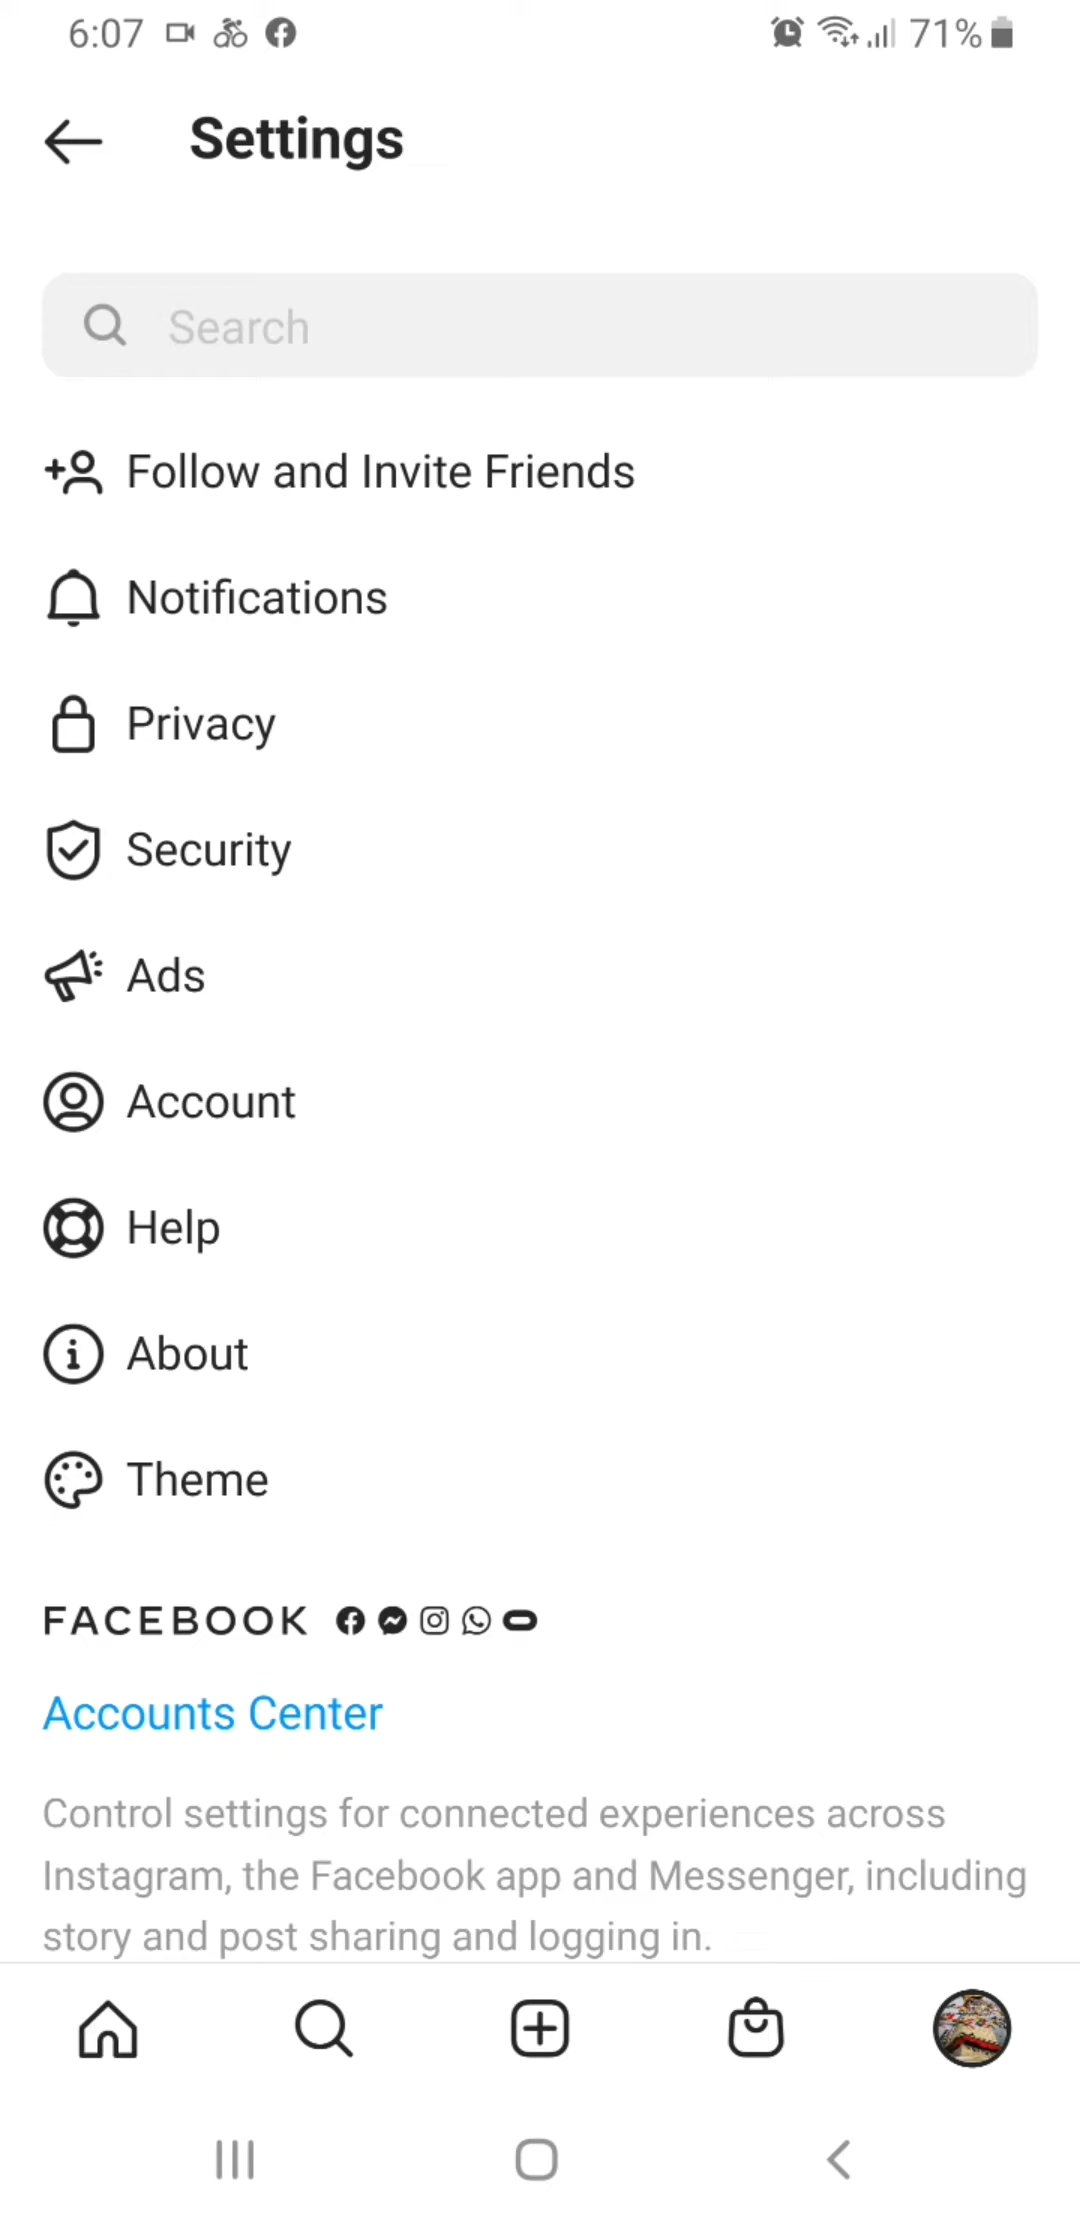 6:07 71%
Settings
Search
Follow and Invite Friends
Notifications
Privacy
Security
Ads
Account
Help
About
Theme
FACEBOOK
Accounts Center
Control settings for connected experiences across
Instagram, the Facebook app and Messenger, including
story and post sharing and logging in.